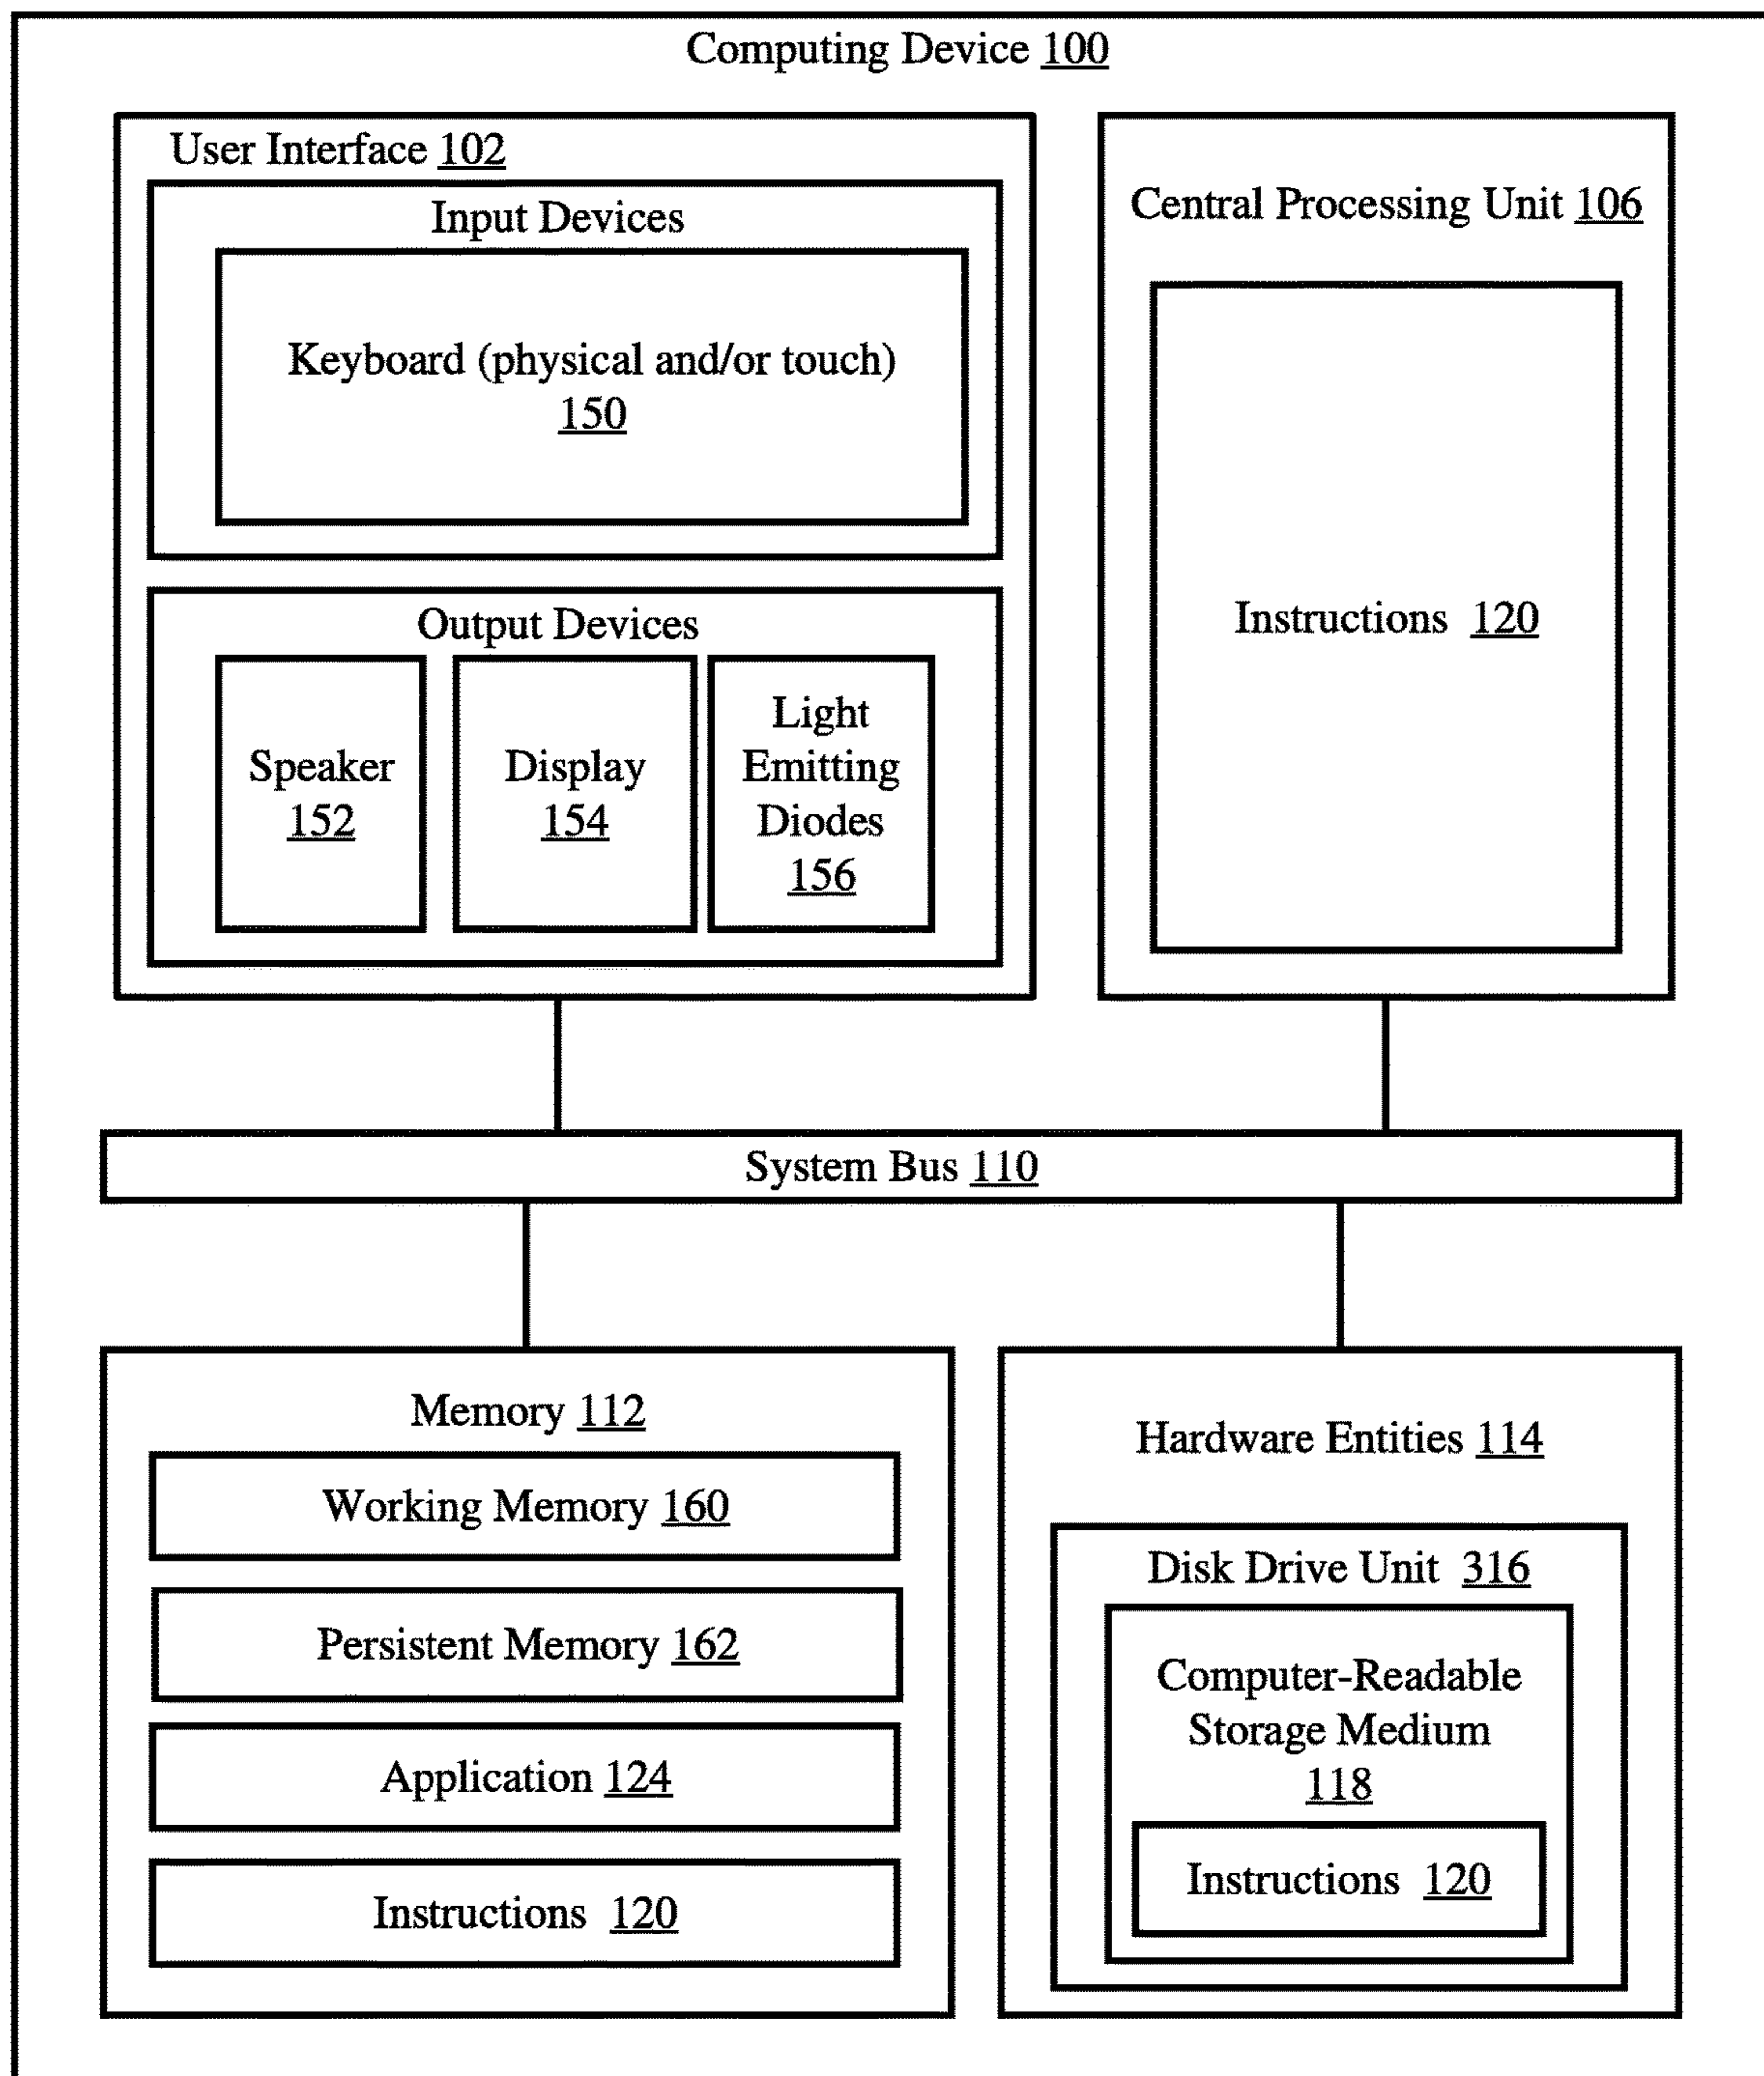 Computing Device 100
User Interface 102
Input Devices
Keyboard (physical and/or touch)
150
Output Devices
Speaker
152
Display
154
Light
Emitting
Diodes
156
Central Processing Unit 106
Instructions 120
System Bus 110
Memory 112
Working Memory 160
Persistent Memory 162
Application 124
Instructions 120
Hardware Entities 114
Disk Drive Unit 316
Computer-Readable
Storage Medium
118
Instructions 120